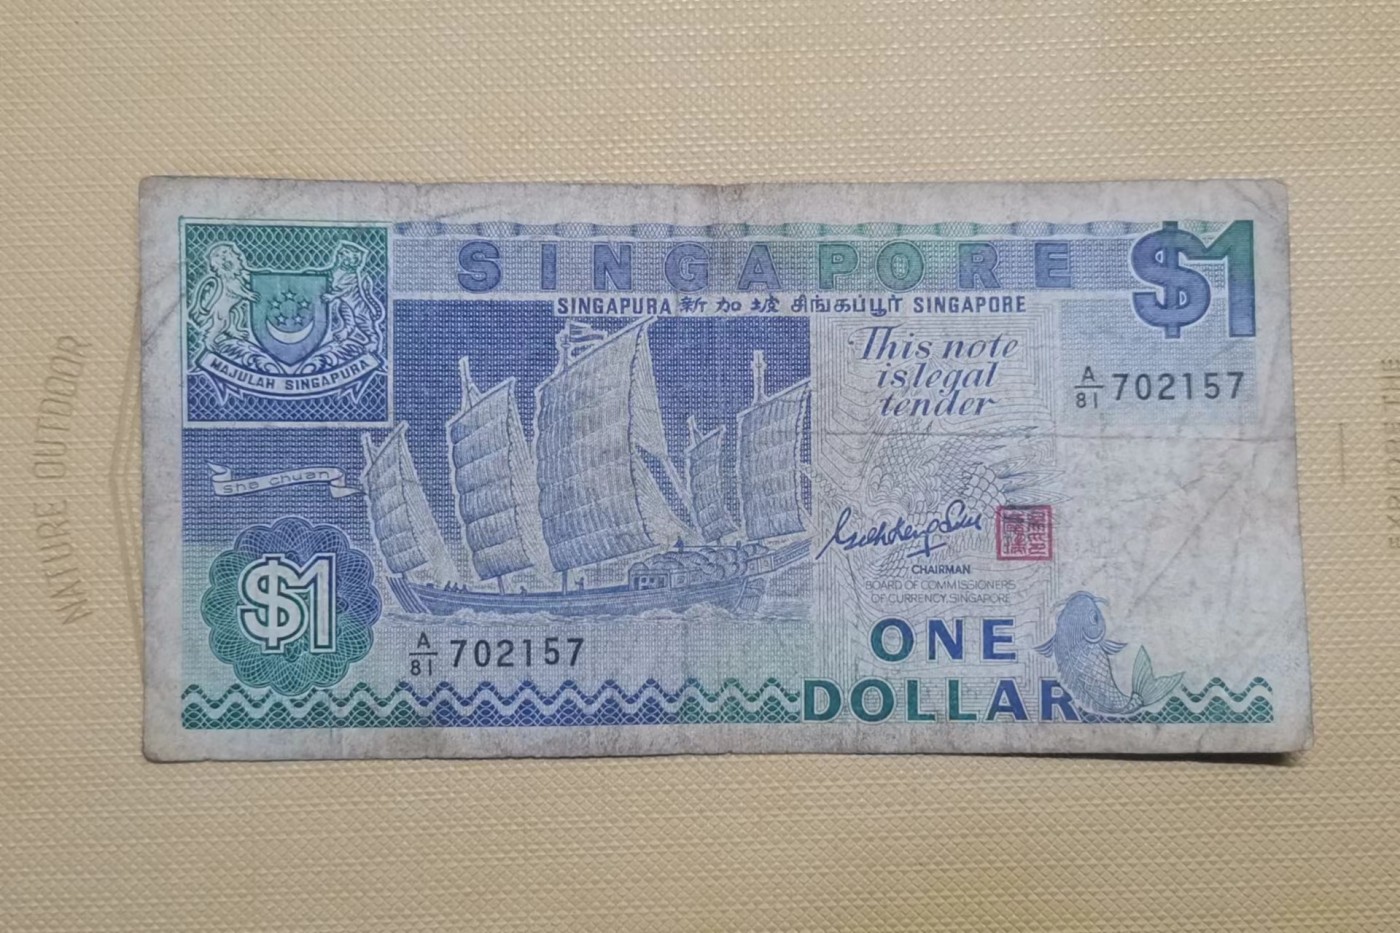 SINGAPORE
$1
SINGAPURA 新加坡 சிங்கப்பூர் SINGAPORE
MAJULAH SINGAPURA
This note
is legal
tender
A/81 702157
sha chuan
CHAIRMAN
BOARD OF COMMISSIONERS
OF CURRENCY, SINGAPORE
$1
A/81 702157
ONE
DOLLAR
NATURE OUTDOOR